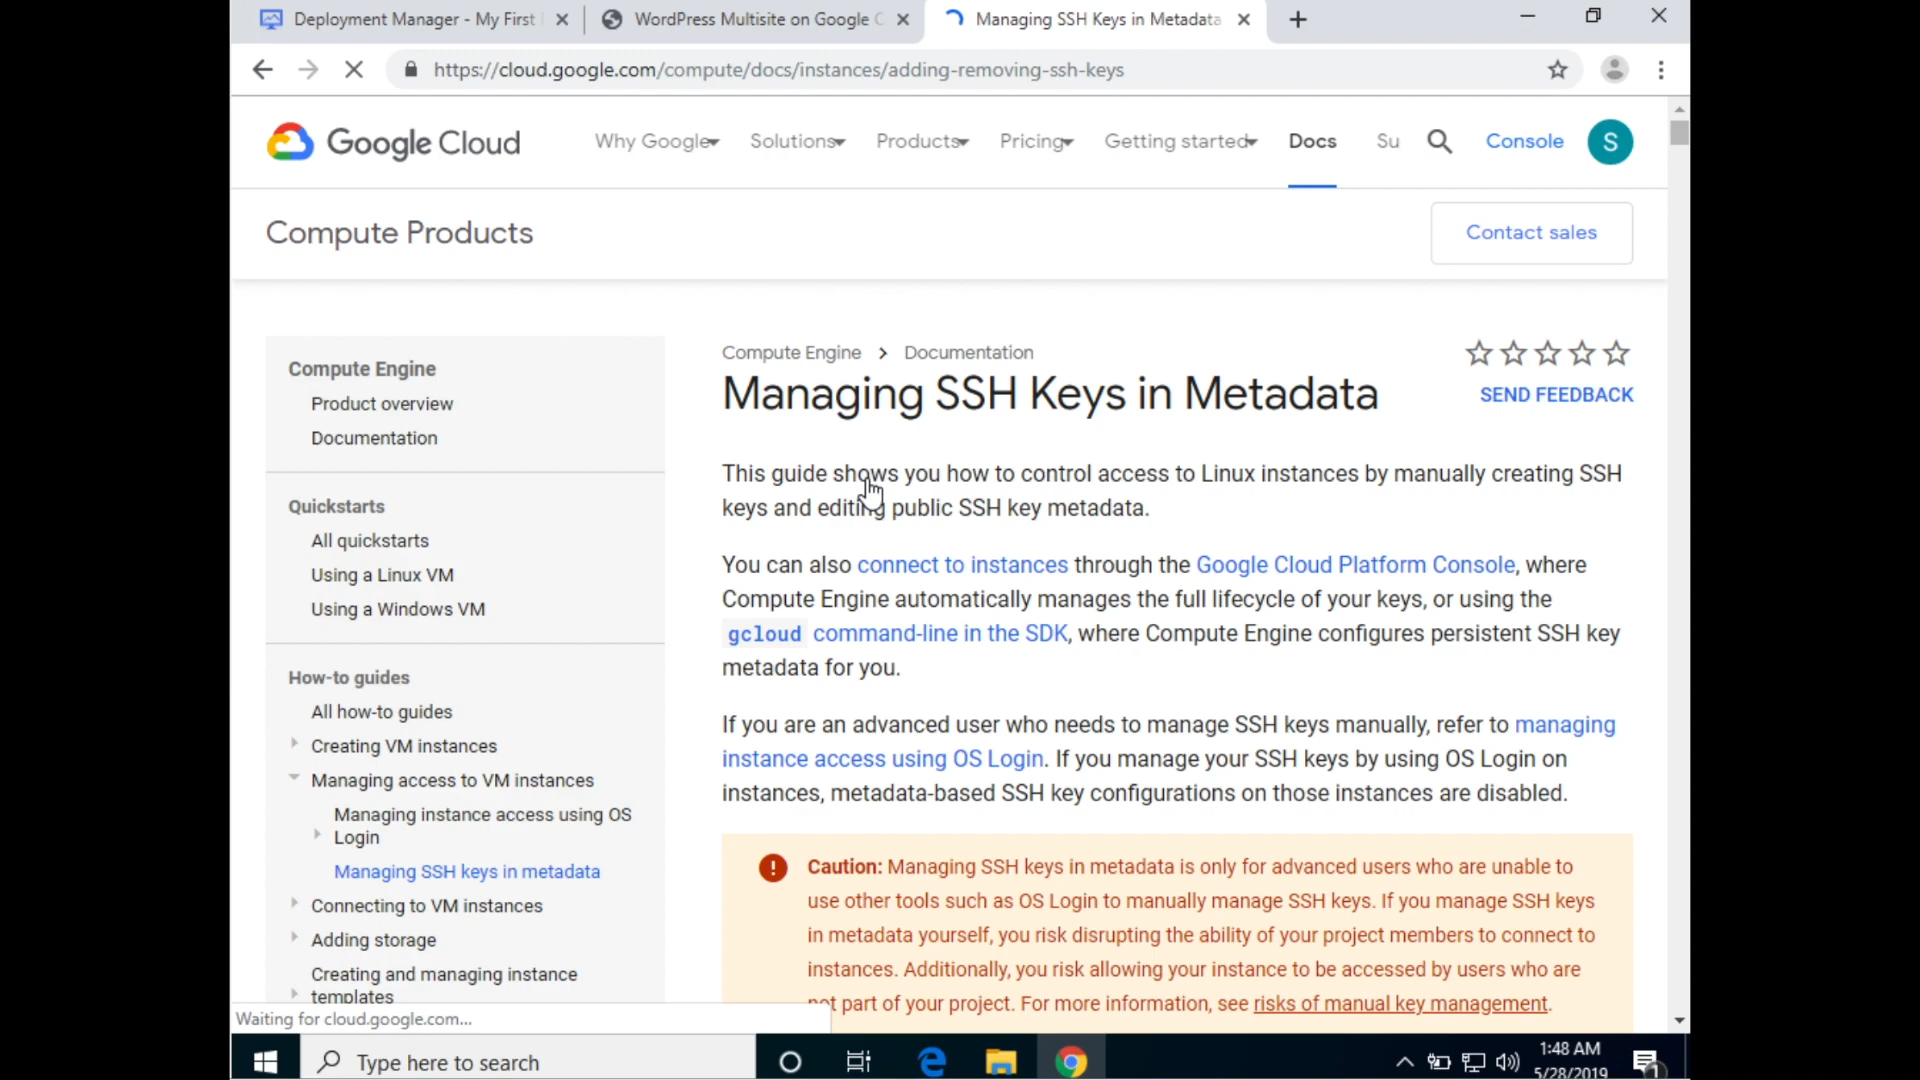 Deployment Manager - My First
WordPress Multisite on Google C
Managing SSH Keys in Metadata
https://cloud.google.com/compute/docs/instances/adding-removing-ssh-keys
Google Cloud
Why Google
Solutions
Products
Pricing
Getting started
Docs
Su
Console
S
Compute Products
Contact sales
Compute Engine
Product overview
Documentation
Quickstarts
All quickstarts
Using a Linux VM
Using a Windows VM
How-to guides
All how-to guides
Creating VM instances
Managing access to VM instances
Managing instance access using OS
Login
Managing SSH keys in metadata
Connecting to VM instances
Adding storage
Creating and managing instance
templates
Compute Engine > Documentation
Managing SSH Keys in Metadata
SEND FEEDBACK
This guide shows you how to control access to Linux instances by manually creating SSH
keys and editing public SSH key metadata.
You can also connect to instances through the Google Cloud Platform Console, where
Compute Engine automatically manages the full lifecycle of your keys, or using the
gcloud command-line in the SDK, where Compute Engine configures persistent SSH key
metadata for you.
If you are an advanced user who needs to manage SSH keys manually, refer to managing
instance access using OS Login. If you manage your SSH keys by using OS Login on
instances, metadata-based SSH key configurations on those instances are disabled.
Caution: Managing SSH keys in metadata is only for advanced users who are unable to
use other tools such as OS Login to manually manage SSH keys. If you manage SSH keys
in metadata yourself, you risk disrupting the ability of your project members to connect to
instances. Additionally, you risk allowing your instance to be accessed by users who are
not part of your project. For more information, see risks of manual key management.
Waiting for cloud.google.com...
Type here to search
1:48 AM
5/28/2019
1